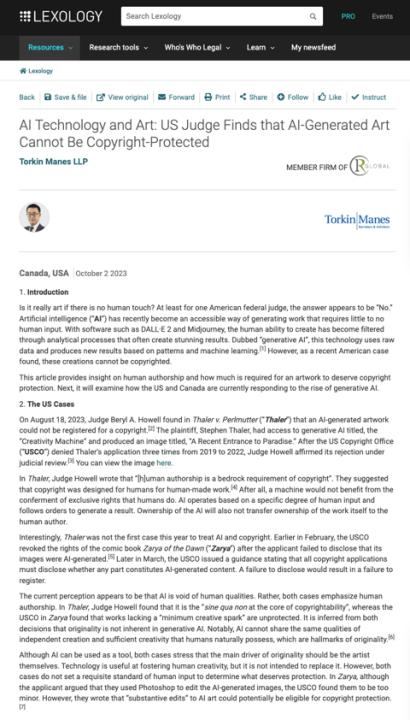 LEXOLOGY Search Lexology PRO Events
Resources Research tools Who's Who Legal Learn My newsfeed
Lexology
Back Save & file View original Forward Print Share Follow Like Instruct
AI Technology and Art: US Judge Finds that AI-Generated Art
Cannot Be Copyright-Protected
Torkin Manes LLP
MEMBER FIRM OF R GLOBAL
Torkin Manes
Barristers & Solicitors
Canada, USA October 2 2023
1. Introduction
Is it really art if there is no human touch? At least for one American federal judge, the answer appears to be “No.”
Artificial intelligence (“AI”) has recently become an accessible way of generating work that requires little to no
human input. With software such as DALL·E 2 and Midjourney, the human ability to create has become filtered
through analytical processes that often create stunning results. Dubbed “generative AI”, this technology uses raw
data and produces new results based on patterns and machine learning.[1] However, as a recent American case
found, these creations cannot be copyrighted.
This article provides insight on human authorship and how much is required for an artwork to deserve copyright
protection. Next, it will examine how the US and Canada are currently responding to the rise of generative AI.
2. The US Cases
On August 18, 2023, Judge Beryl A. Howell found in Thaler v. Perlmutter (“Thaler”) that an AI-generated artwork
could not be registered for a copyright.[2] The plaintiff, Stephen Thaler, had access to generative AI titled, the
“Creativity Machine” and produced an image titled, “A Recent Entrance to Paradise.” After the US Copyright Office
(“USCO”) denied Thaler's application three times from 2019 to 2022, Judge Howell affirmed its rejection under
judicial review.[3] You can view the image here.
In Thaler, Judge Howell wrote that “[h]uman authorship is a bedrock requirement of copyright”. They suggested
that copyright was designed for humans for human-made work.[4] After all, a machine would not benefit from the
conferment of exclusive rights that humans do. AI operates based on a specific degree of human input and
follows orders to generate a result. Ownership of the AI will also not transfer ownership of the work itself to the
human author.
Interestingly, Thaler was not the first case this year to treat AI and copyright. Earlier in February, the USCO
revoked the rights of the comic book Zarya of the Dawn (“Zarya”) after the applicant failed to disclose that its
images were AI-generated.[5] Later in March, the USCO issued a guidance stating that all copyright applications
must disclose whether any part constitutes AI-generated content. A failure to disclose would result in a failure to
register.
The current perception appears to be that AI is void of human qualities. Rather, both cases emphasize human
authorship. In Thaler, Judge Howell found that it is the “sine qua non at the core of copyrightability”, whereas the
USCO in Zarya found that works lacking a “minimum creative spark” are unprotected. It is inferred from both
decisions that originality is not inherent in generative AI. Notably, AI cannot share the same qualities of
independent creation and sufficient creativity that humans naturally possess, which are hallmarks of originality.[6]
Although AI can be used as a tool, both cases stress that the main driver of originality should be the artist
themselves. Technology is useful at fostering human creativity, but it is not intended to replace it. However, both
cases do not set a requisite standard of human input to determine what deserves protection. In Zarya, although
the applicant argued that they used Photoshop to edit the AI-generated images, the USCO found them to be too
minor. However, they wrote that “substantive edits” to AI art could potentially be eligible for copyright protection.
[7]